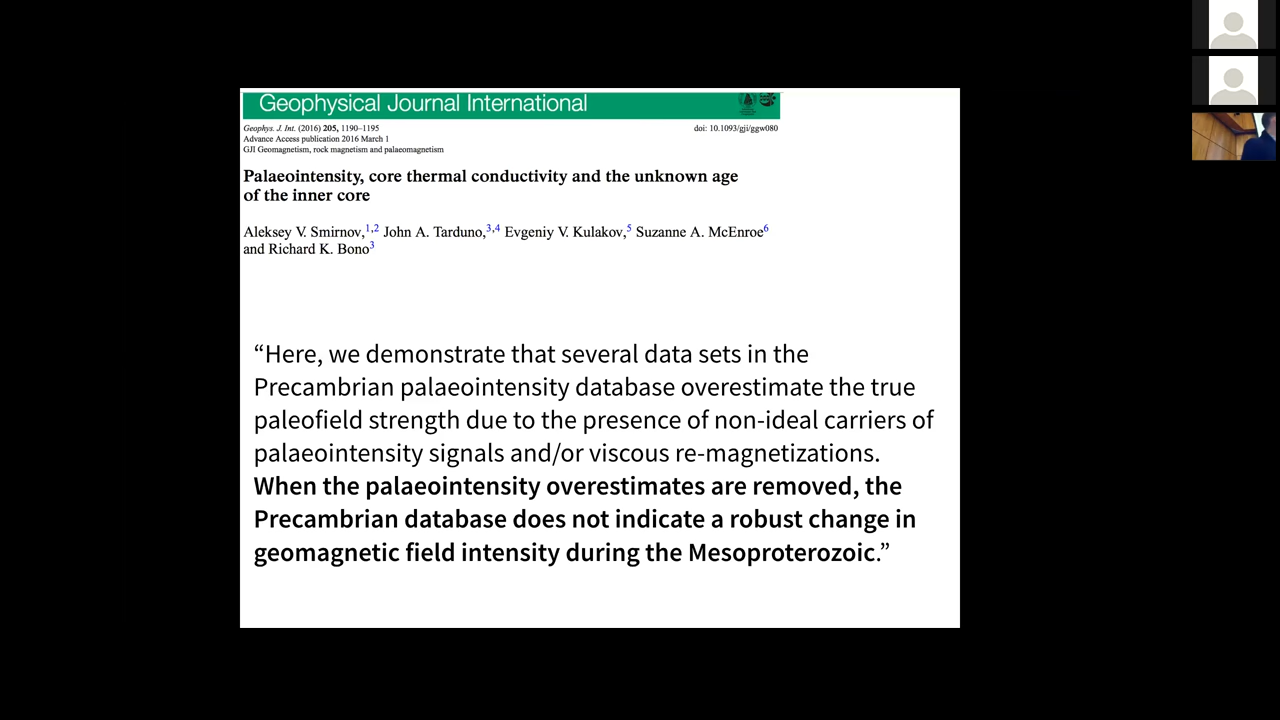 Geophysical Journal International
Geophys. J. Int. (2016) 205, 1190–1195
doi: 10.1093/gji/ggw080
Advance Access publication 2016 March 1
GJI Geomagnetism, rock magnetism and palaeomagnetism
Palaeointensity, core thermal conductivity and the unknown age
of the inner core
Aleksey V. Smirnov,1,2 John A. Tarduno,3,4 Evgeniy V. Kulakov,5 Suzanne A. McEnroe6
and Richard K. Bono3
“Here, we demonstrate that several data sets in the
Precambrian palaeointensity database overestimate the true
paleofield strength due to the presence of non-ideal carriers of
palaeointensity signals and/or viscous re-magnetizations.
When the palaeointensity overestimates are removed, the
Precambrian database does not indicate a robust change in
geomagnetic field intensity during the Mesoproterozoic.”